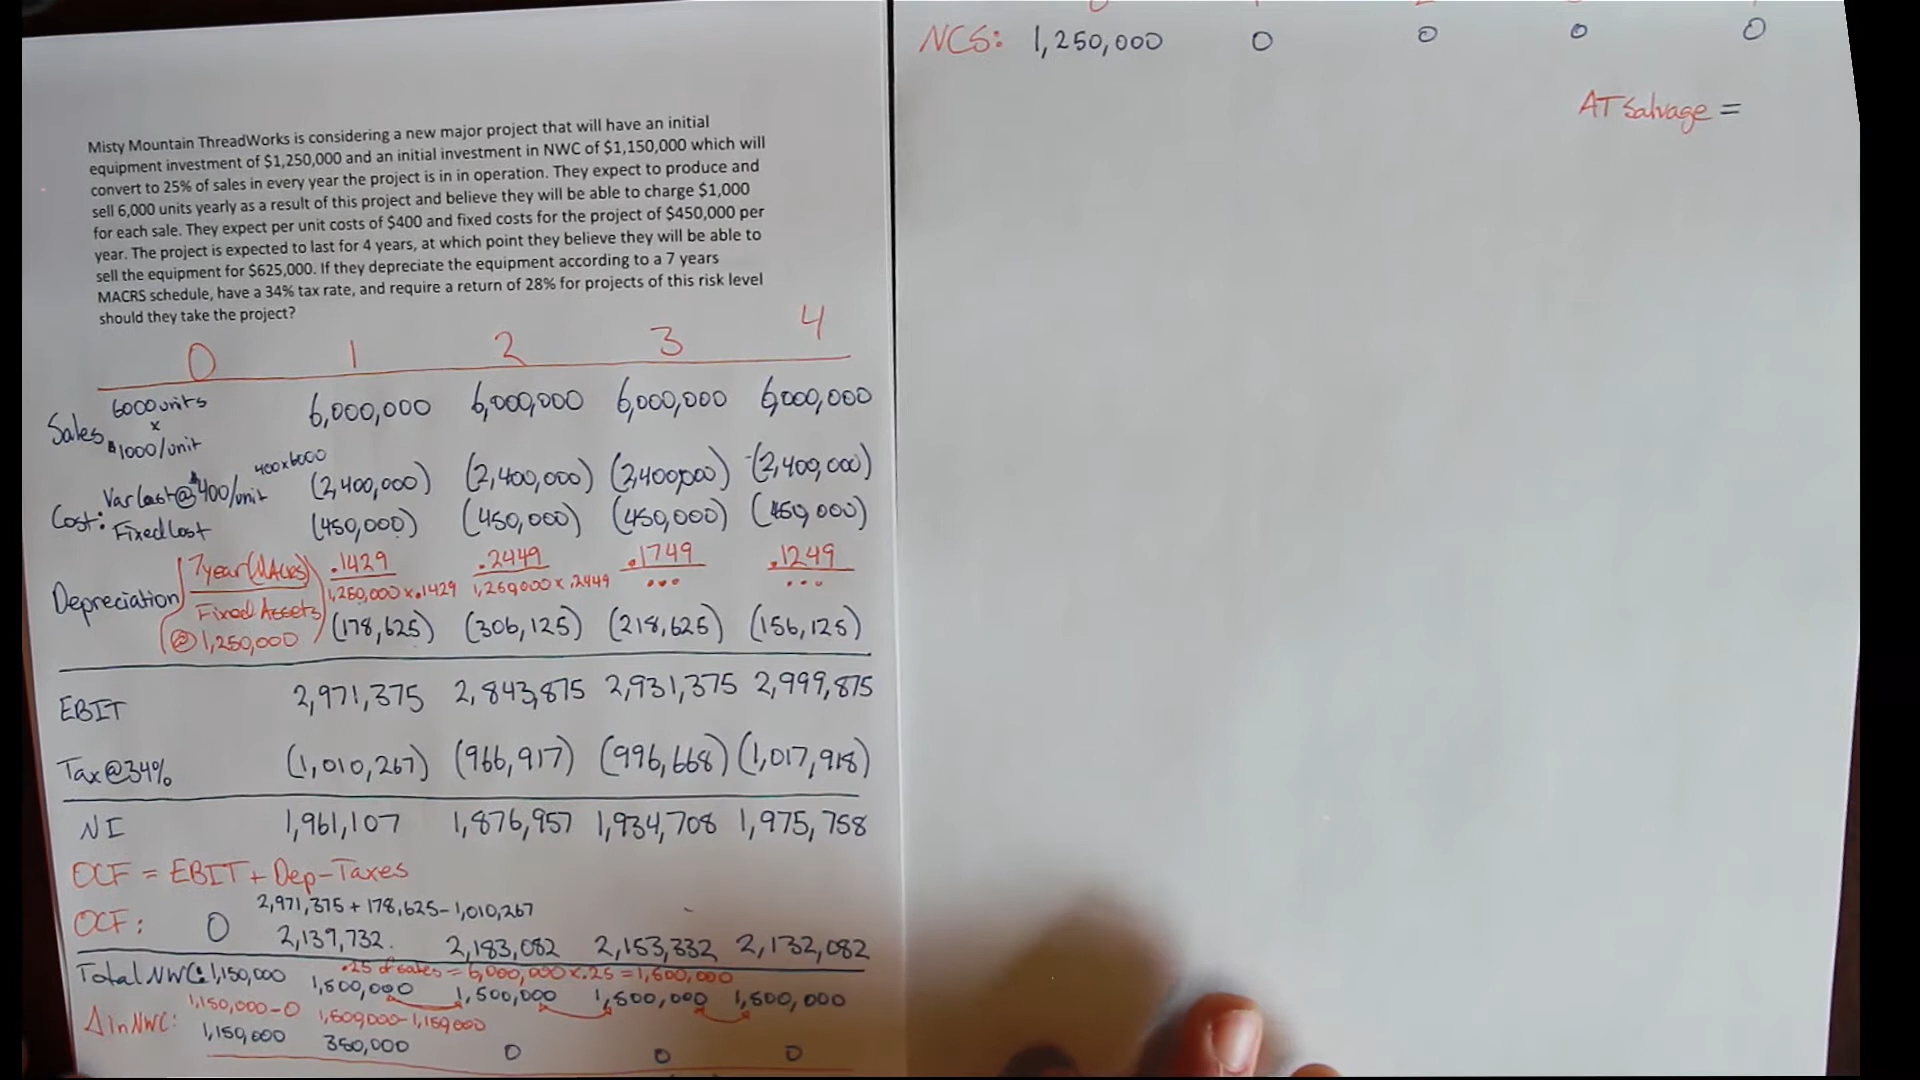 Misty Mountain ThreadWorks is considering a new major project that will have an initial
equipment investment of $1,250,000 and an initial investment in NWC of $1,150,000 which will
convert to 25% of sales in every year the project is in in operation. They expect to produce and
sell 6,000 units yearly as a result of this project and believe they will be able to charge $1,000
for each sale. They expect per unit costs of $400 and fixed costs for the project of $450,000 per
year. The project is expected to last for 4 years, at which point they believe they will be able to
sell the equipment for $625,000. If they depreciate the equipment according to a 7 years
MACRS schedule, have a 34% tax rate, and require a return of 28% for projects of this risk level
should they take the project?
0 1 2 3 4
Sales 6000 units x $1000/unit 6,000,000 6,000,000 6,000,000 6,000,000
400x6000
Cost: Var Cost @ $400/unit (2,400,000) (2,400,000) (2,400,000) (2,400,000)
Fixed Cost (450,000) (450,000) (450,000) (450,000)
7 year (MACRS) .1429 .2449 .1749 .1249
1,250,000 x .1429 1,250,000 x .2449 ... ...
Depreciation Fixed Assets @ 1,250,000 (178,625) (306,125) (218,625) (156,125)
EBIT 2,971,375 2,843,875 2,931,375 2,999,875
Tax @ 34% (1,010,267) (966,917) (996,668) (1,017,918)
NI 1,961,107 1,876,957 1,934,708 1,975,758
OCF = EBIT + Dep - Taxes
2,971,375 + 178,625 - 1,010,267
OCF: 0 2,139,732. 2,183,082 2,153,332 2,132,082
.25 of sales = 6,000,000 x .25 = 1,500,000
Total NWC: 1,150,000 1,500,000 1,500,000 1,500,000 1,500,000
1,150,000 - 0 1,500,000 - 1,150,000
Δ in NWC: 1,150,000 350,000 0 0 0
NCS: 1,250,000 0 0 0 0
AT Salvage =